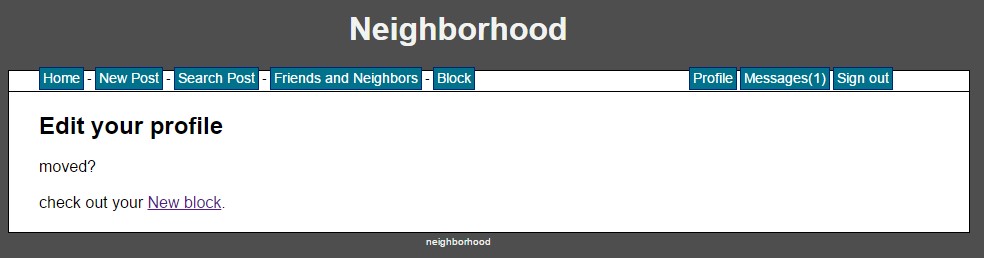 Neighborhood
Home - New Post - Search Post - Friends and Neighbors - Block Profile Messages(1) Sign out
Edit your profile
moved?
check out your New block.
neighborhood